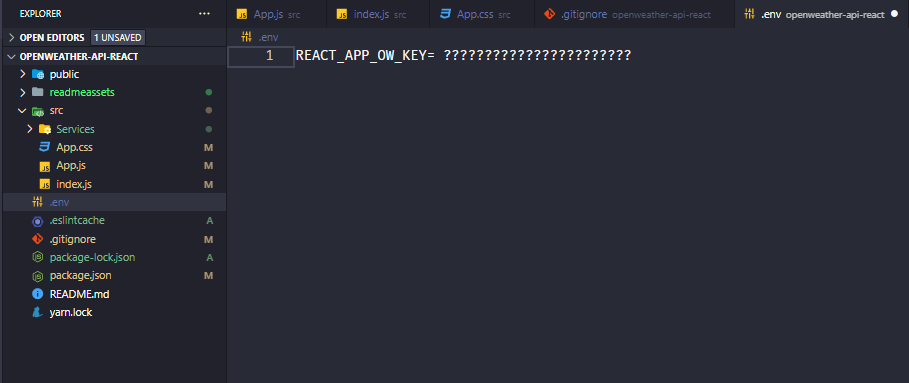 EXPLORER ···
OPEN EDITORS 1 UNSAVED
OPENWEATHER-API-REACT
public
readmeassets
src
Services
App.css M
App.js M
index.js M
.env
.eslintcache A
.gitignore M
package-lock.json A
package.json M
README.md
yarn.lock
App.js src
index.js src
App.css src
.gitignore openweather-api-react
.env openweather-api-react
.env
1 REACT_APP_OW_KEY= ???????????????????????